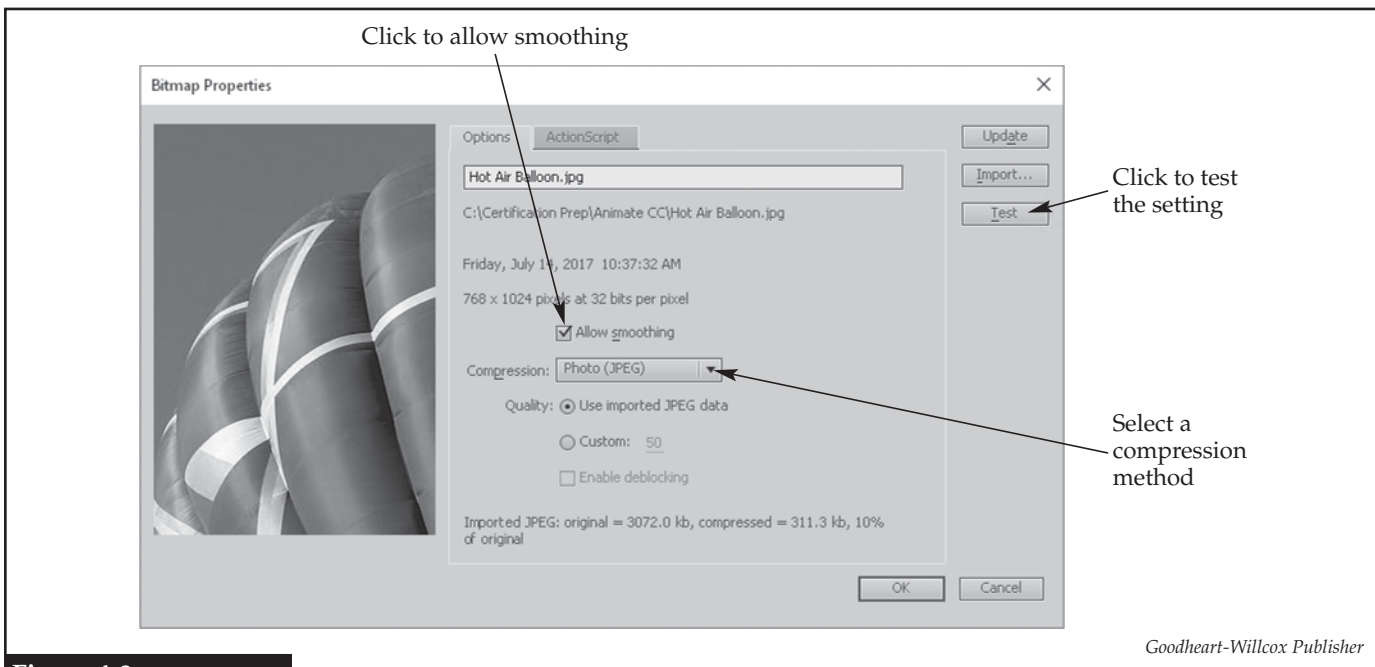 Click to allow smoothing
Bitmap Properties
Options
ActionScript
Update
Hot Air Balloon.jpg
Import...
Click to test
the setting
C:\Certification Prep\Animate CC\Hot Air Balloon.jpg
Test
Friday, July 14, 2017 10:37:32 AM
768 x 1024 pixels at 32 bits per pixel
Allow smoothing
Compression: Photo (JPEG)
Quality: Use imported JPEG data
Custom: 50
Select a
compression
method
Enable deblocking
Imported JPEG: original = 3072.0 kb, compressed = 311.3 kb, 10%
of original
OK
Cancel
Goodheart-Willcox Publisher